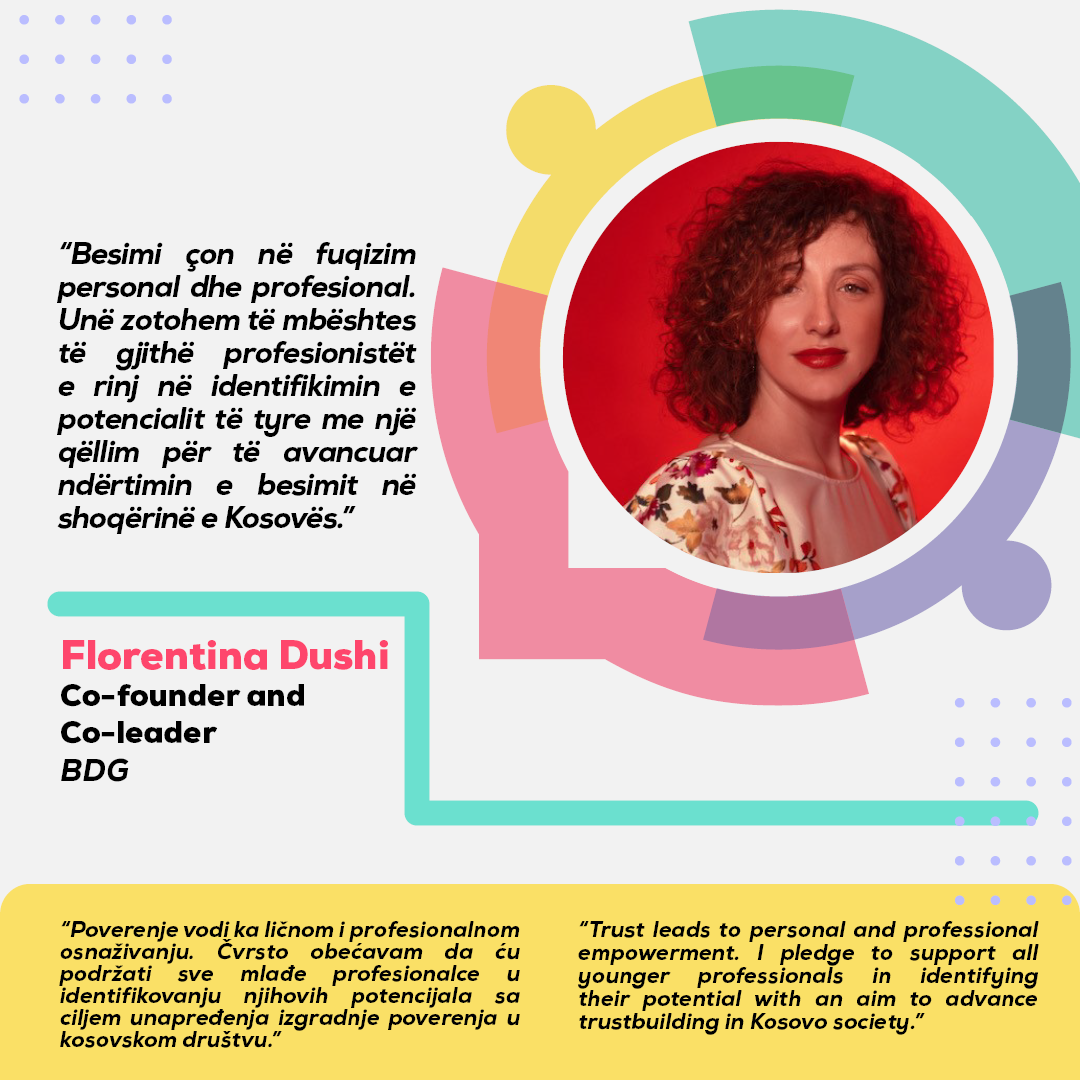 “Besimi çon në fuqizim
personal dhe profesional.
Unë zotohem të mbështes
të gjithë profesionistët
e rinj në identifikimin e
potencialit të tyre me një
qëllim për të avancuar
ndërtimin e besimit në
shoqërinë e Kosovës.”
Florentina Dushi
Co-founder and
Co-leader
BDG
“Poverenje vodi ka ličnom i profesionalnom
osnaživanju. Čvrsto obećavam da ću
podržati sve mlađe profesionalce u
identifikovanju njihovih potencijala sa
ciljem unapređenja izgradnje poverenja u
kosovskom društvu.”
“Trust leads to personal and professional
empowerment. I pledge to support all
younger professionals in identifying
their potential with an aim to advance
trustbuilding in Kosovo society.”